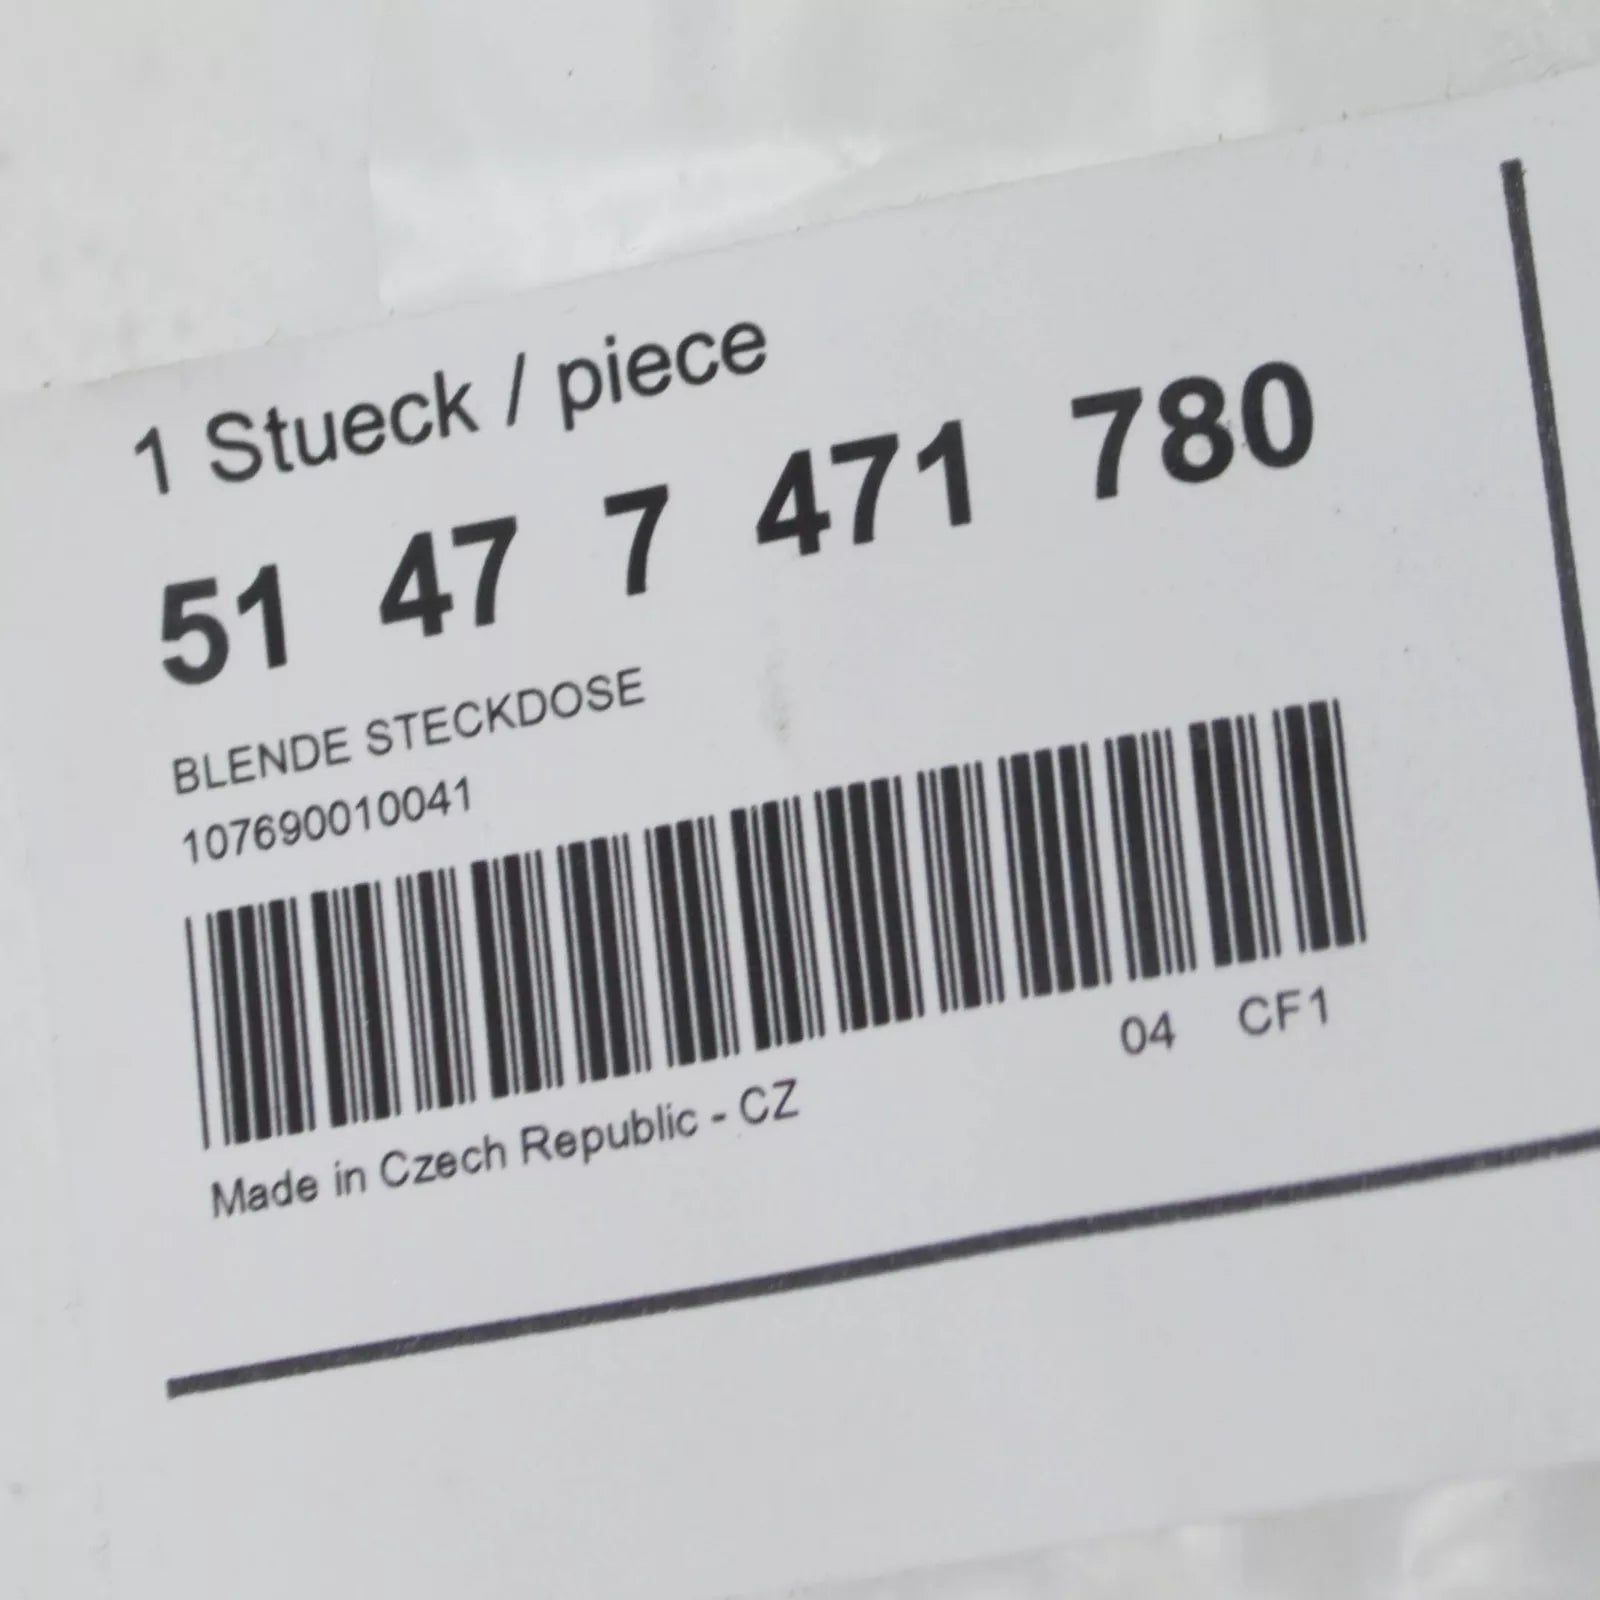 1 Stueck / piece
51 47 7 471 780
BLENDE STECKDOSE
107690010041
04 CF1
Made in Czech Republic - CZ